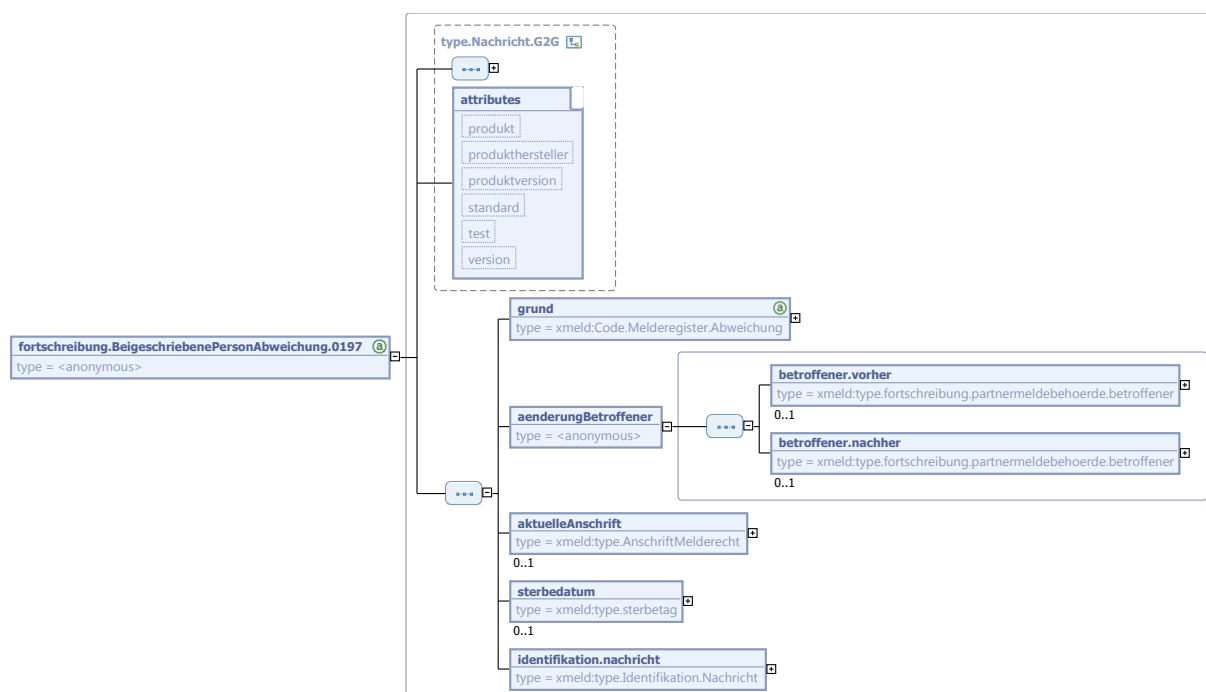 type.Nachricht.G2G
attributes
produkt
produkthersteller
produktversion
standard
test
version
grund
type = xmeld:Code.Melderegister.Abweichung
fortschreibung.BeigeschriebenePersonAbweichung.0197
type = <anonymous>
aenderungBetroffener
type = <anonymous>
betroffener.vorher
type = xmeld:type.fortschreibung.partnermeldebehoerde.betroffener
0..1
betroffener.nachher
type = xmeld:type.fortschreibung.partnermeldebehoerde.betroffener
0..1
aktuelleAnschrift
type = xmeld:type.AnschriftMelderecht
0..1
sterbedatum
type = xmeld:type.sterbetag
0..1
identifikation.nachricht
type = xmeld:type.Identifikation.Nachricht